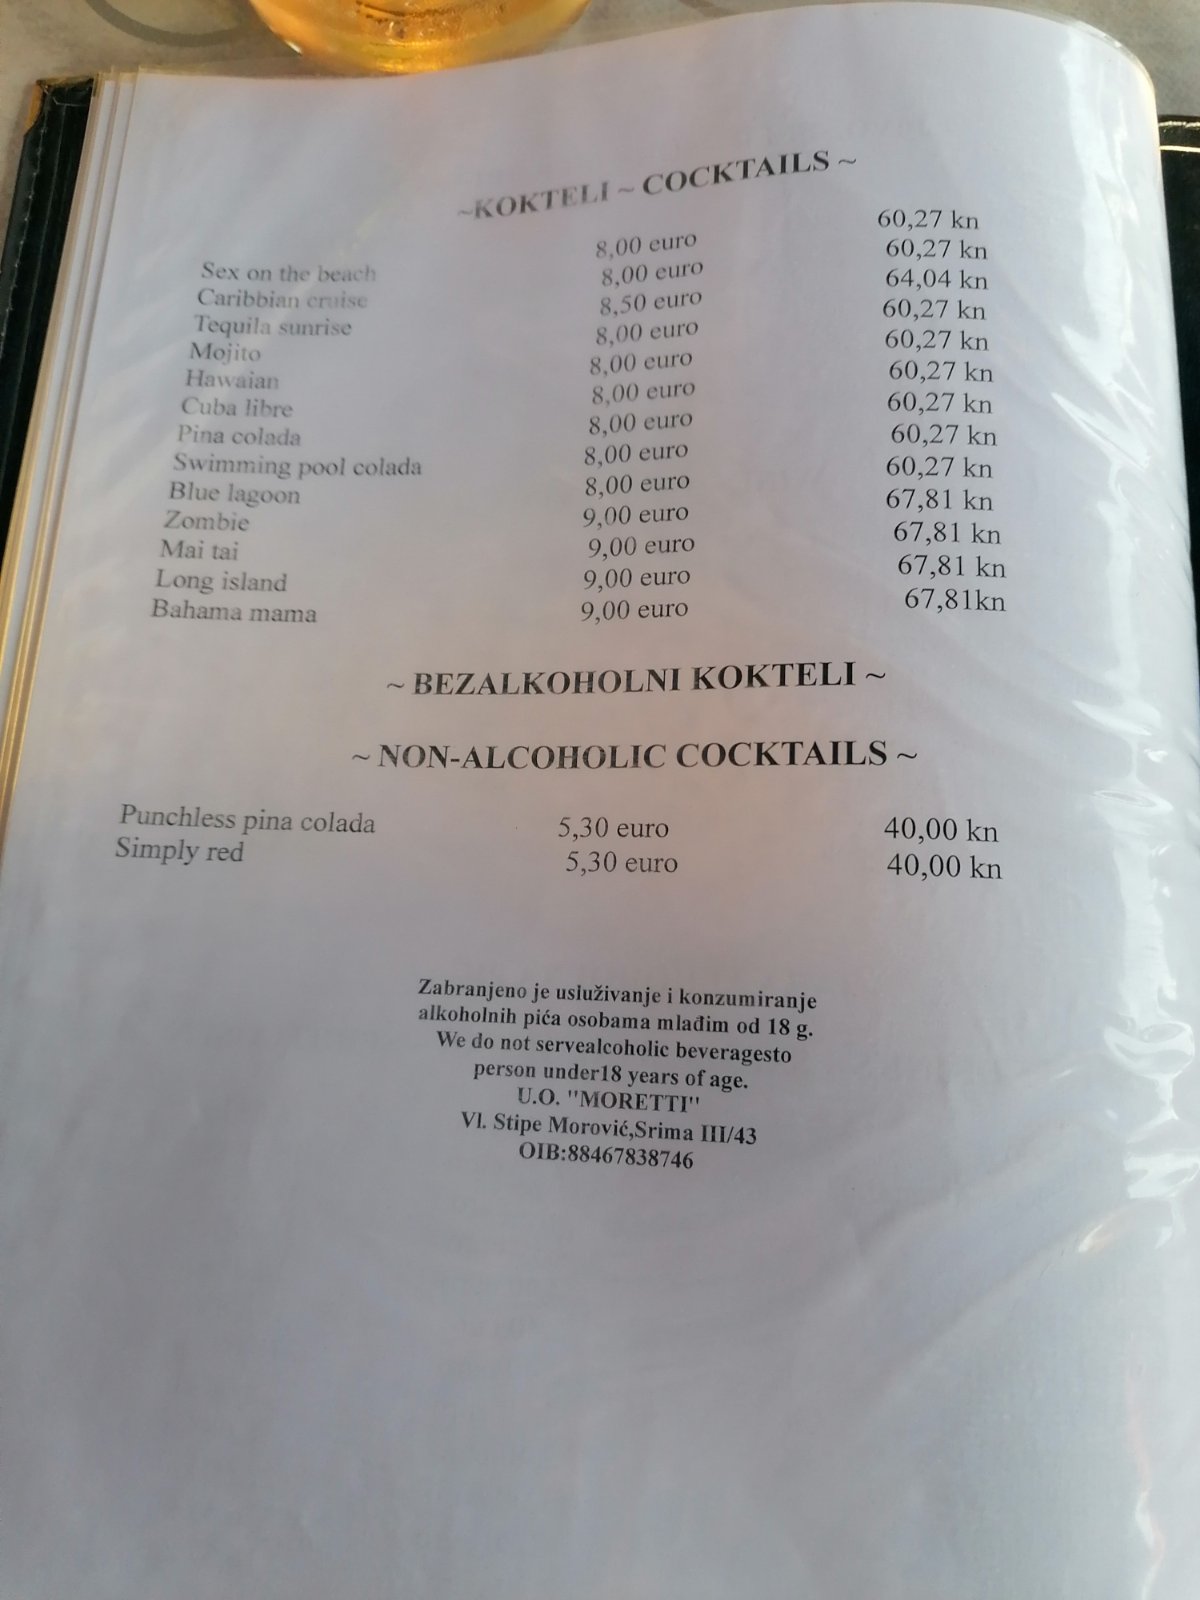 ~KOKTELI ~ COCKTAILS ~
Sex on the beach 8,00 euro 60,27 kn
Caribbian cruise 8,00 euro 60,27 kn
Tequila sunrise 8,50 euro 64,04 kn
Mojito 8,00 euro 60,27 kn
Hawaian 8,00 euro 60,27 kn
Cuba libre 8,00 euro 60,27 kn
Pina colada 8,00 euro 60,27 kn
Swimming pool colada 8,00 euro 60,27 kn
Blue lagoon 8,00 euro 60,27 kn
Zombie 9,00 euro 67,81 kn
Mai tai 9,00 euro 67,81 kn
Long island 9,00 euro 67,81 kn
Bahama mama 9,00 euro 67,81kn
~ BEZALKOHOLNI KOKTELI ~
~ NON-ALCOHOLIC COCKTAILS ~
Punchless pina colada 5,30 euro 40,00 kn
Simply red 5,30 euro 40,00 kn
Zabranjeno je usluživanje i konzumiranje
alkoholnih pića osobama mlađim od 18 g.
We do not servealcoholic beveragesto
person under18 years of age.
U.O. "MORETTI"
Vl. Stipe Morović,Srima III/43
OIB:88467838746